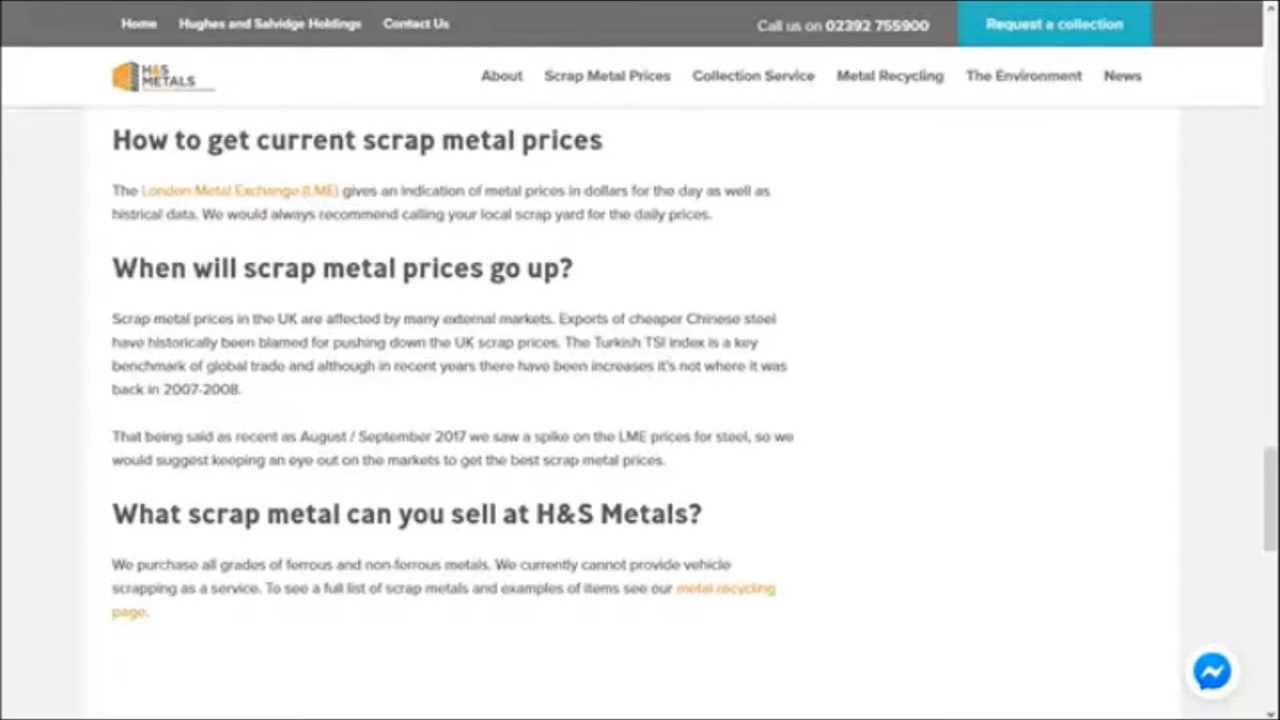 Home Hughes and Salvidge Holdings Contact Us Call us on 02392 755900 Request a collection
H&S
METALS
About Scrap Metal Prices Collection Service Metal Recycling The Environment News
How to get current scrap metal prices
The London Metal Exchange (LME) gives an indication of metal prices in dollars for the day as well as
histrical data. We would always recommend calling your local scrap yard for the daily prices.
When will scrap metal prices go up?
Scrap metal prices in the UK are affected by many external markets. Exports of cheaper Chinese steel
have historically been blamed for pushing down the UK scrap prices. The Turkish TSI index is a key
benchmark of global trade and although in recent years there have been increases it's not where it was
back in 2007-2008.
That being said as recent as August / September 2017 we saw a spike on the LME prices for steel, so we
would suggest keeping an eye out on the markets to get the best scrap metal prices.
What scrap metal can you sell at H&S Metals?
We purchase all grades of ferrous and non-ferrous metals. We currently cannot provide vehicle
scrapping as a service. To see a full list of scrap metals and examples of items see our metal recycling
page.